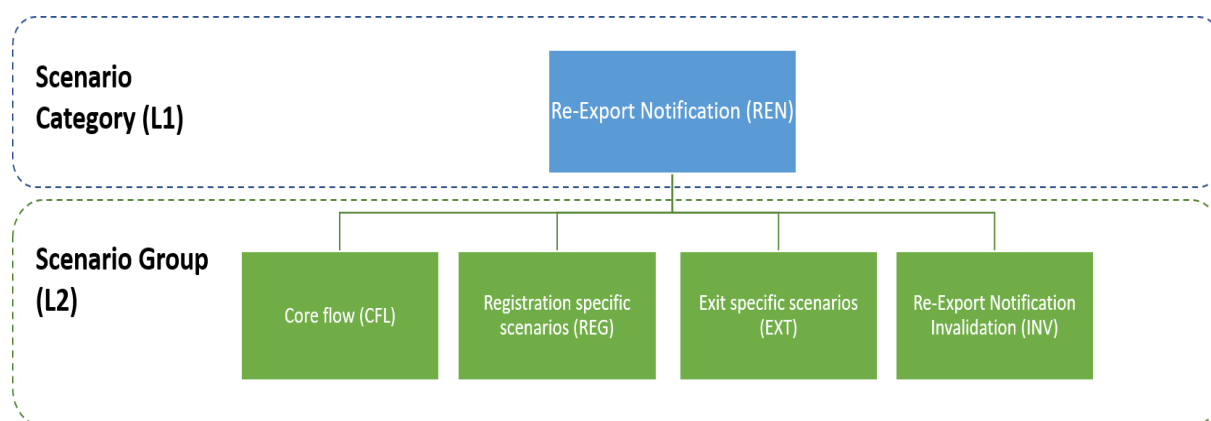 Scenario
Category (L1)
Re-Export Notification (REN)
Scenario Group
(L2)
Core flow (CFL)
Registration specific
scenarios (REG)
Exit specific scenarios
(EXT)
Re-Export Notification
Invalidation (INV)